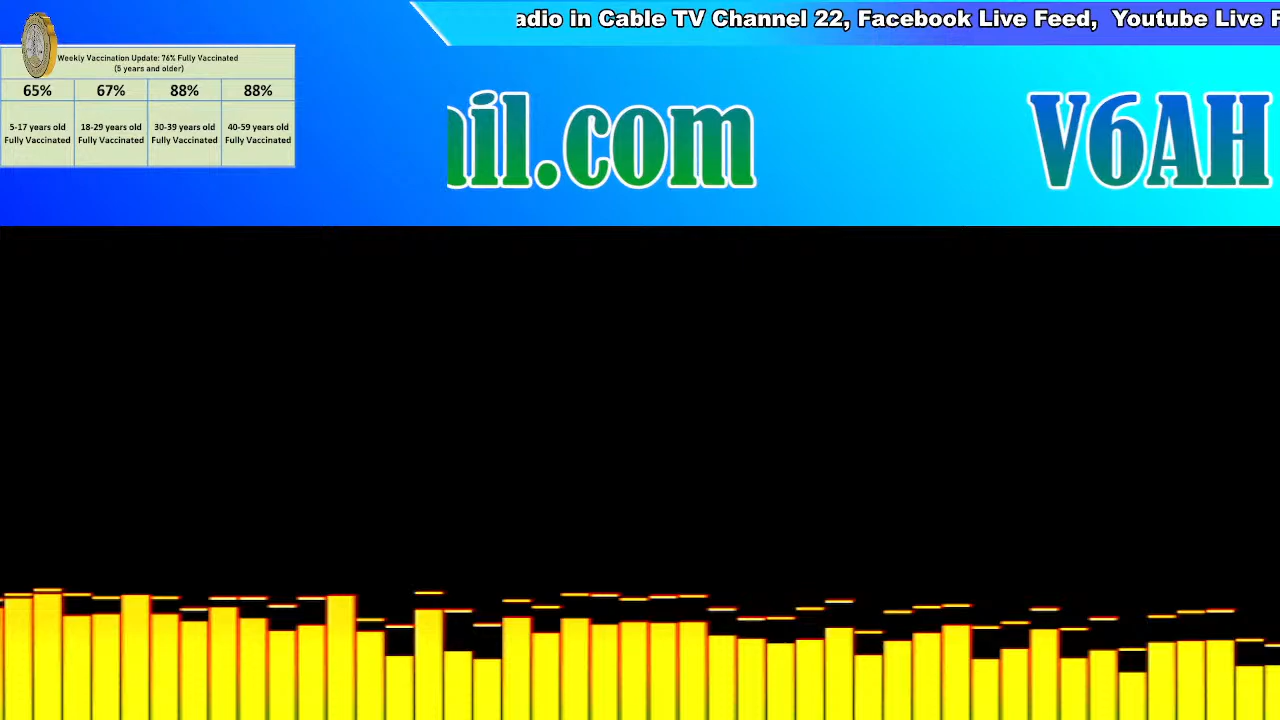 adio in Cable TV Channel 22, Facebook Live Feed, Youtube Live F
Weekly Vaccination Update: 76% Fully Vaccinated
(5 years and older)
65% 67% 88% 88%
5-17 years old 18-29 years old 30-39 years old 40-59 years old
Fully Vaccinated Fully Vaccinated Fully Vaccinated Fully Vaccinated
ail.com V6AH